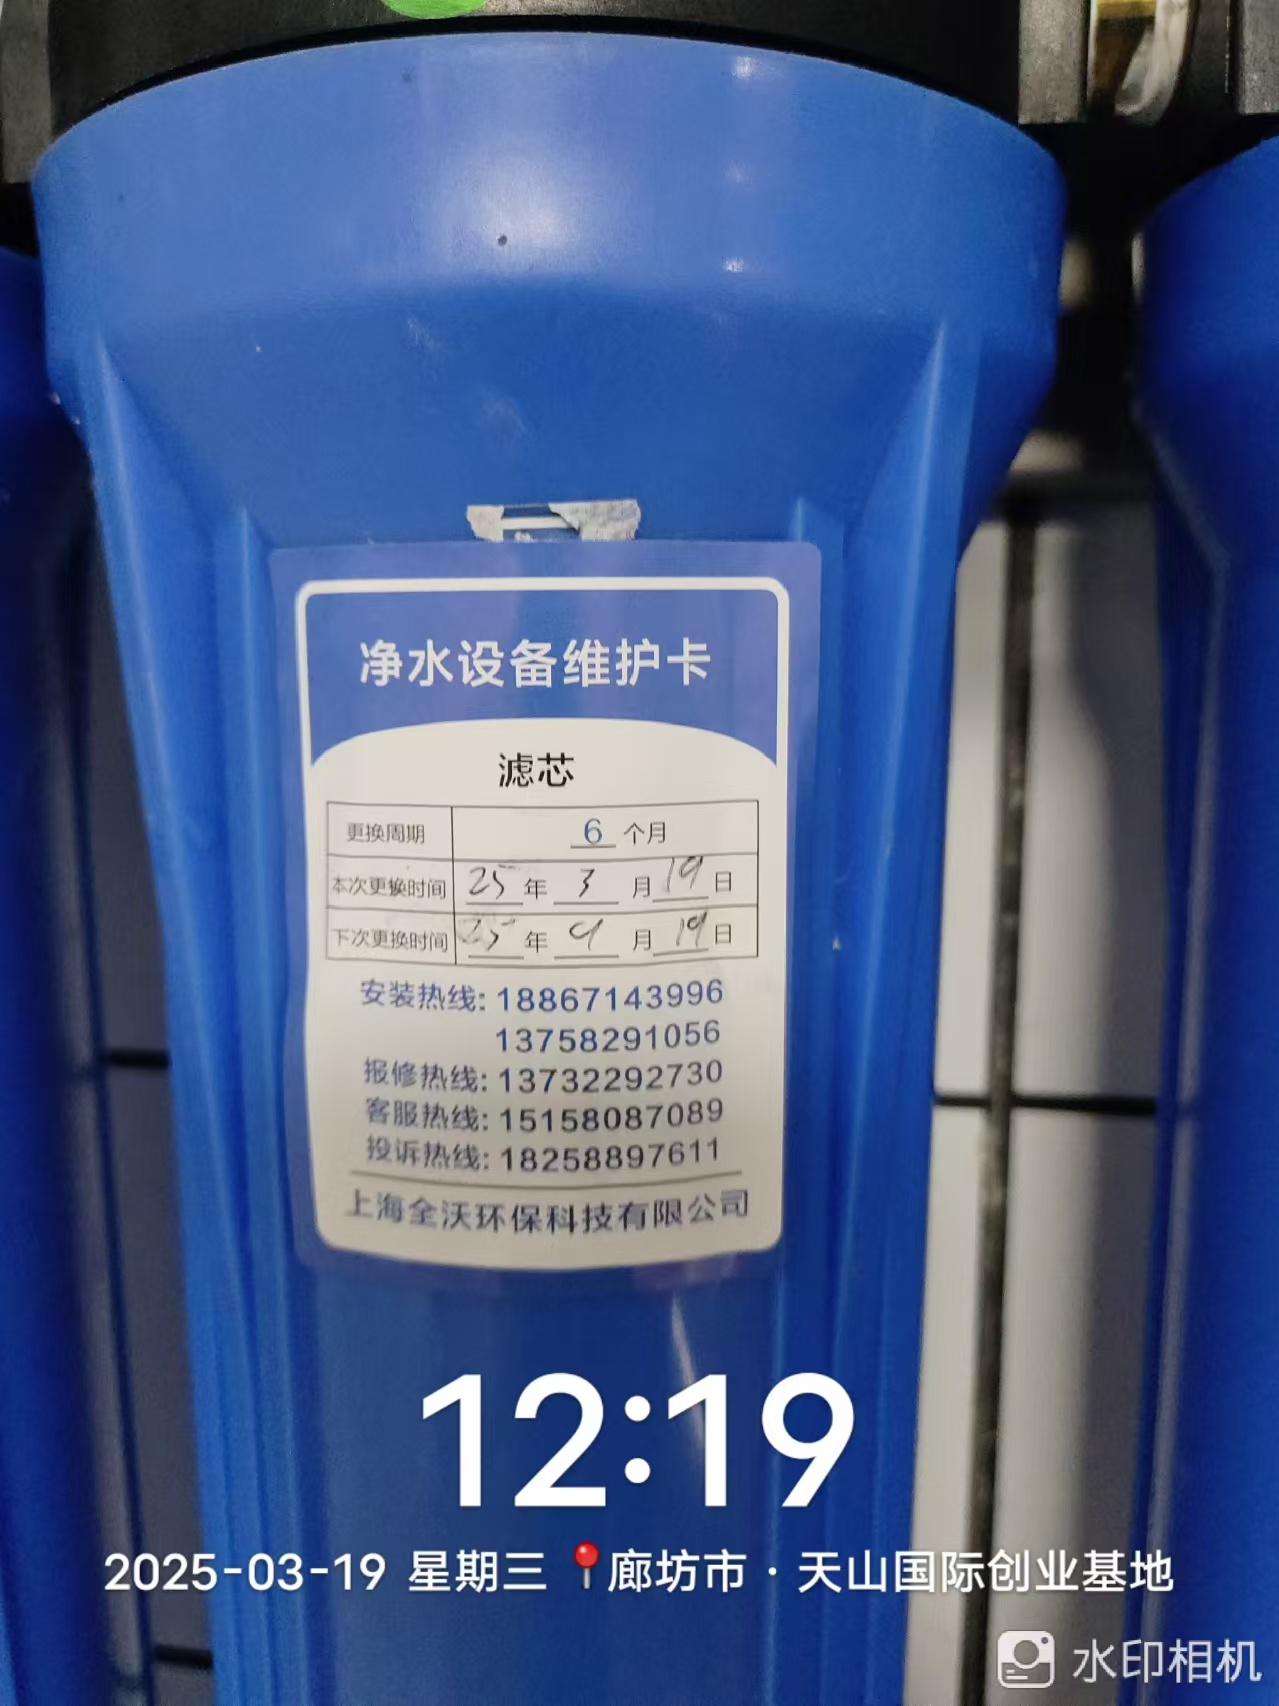 净水设备维护卡
滤芯
更换周期 6 个月
本次更换时间 25 年 3 月 19 日
下次更换时间 25 年 9 月 19 日
安装热线: 18867143996
13758291056
报修热线: 13732292730
客服热线: 15158087089
投诉热线: 18258897611
上海全沃环保科技有限公司
12:19
2025-03-19 星期三 廊坊市 · 天山国际创业基地
水印相机